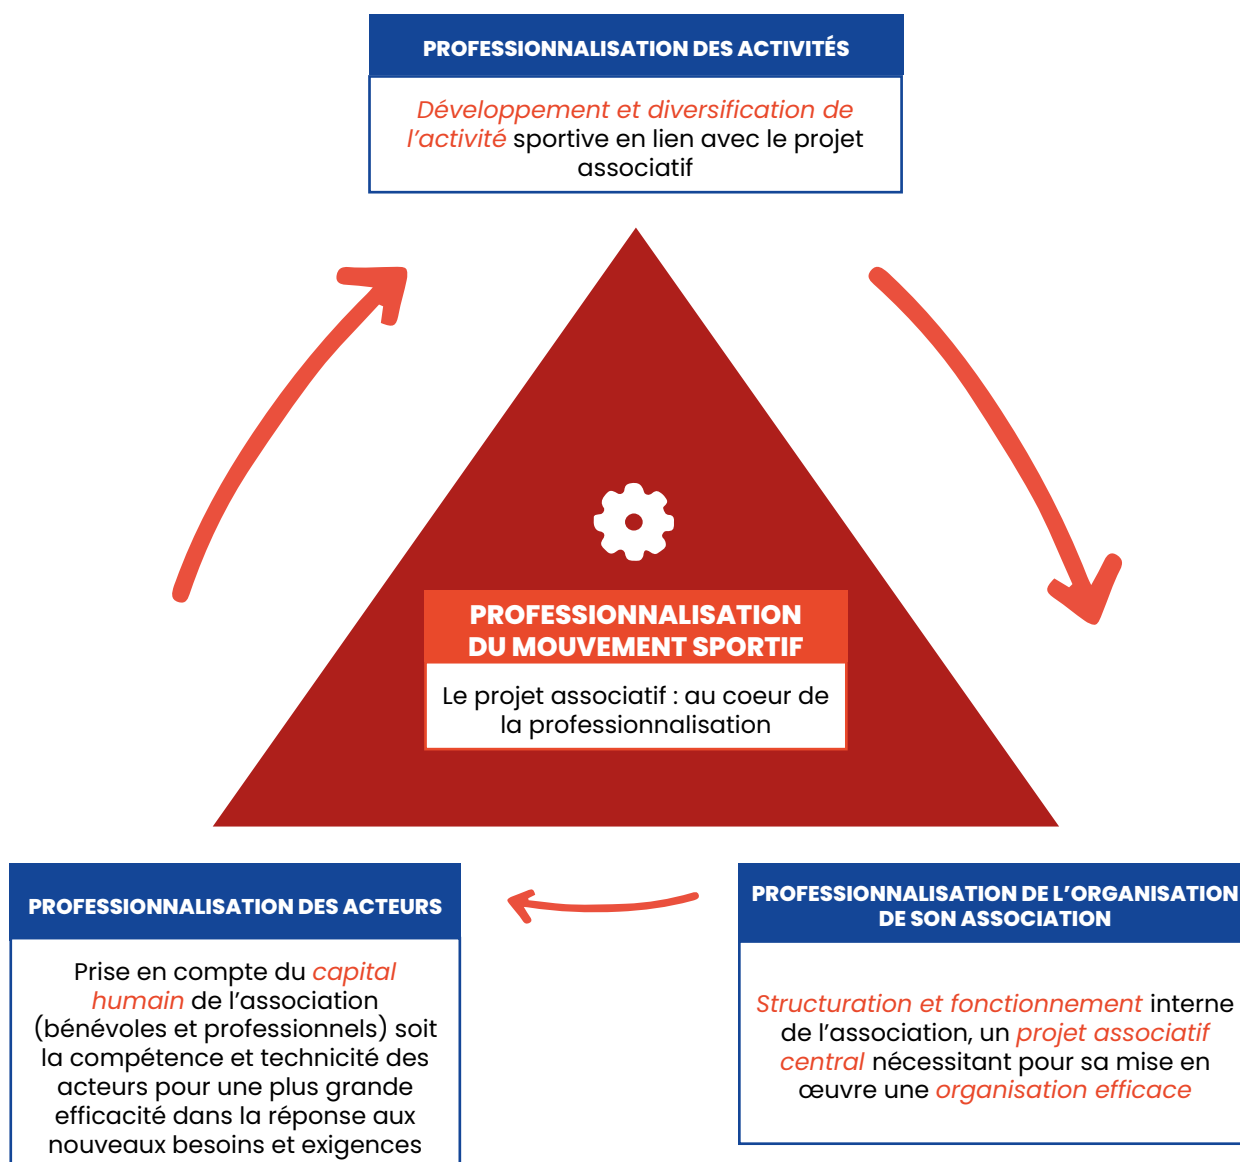 PROFESSIONNALISATION DES ACTIVITÉS
Développement et diversification de
l’activité sportive en lien avec le projet
associatif
PROFESSIONNALISATION
DU MOUVEMENT SPORTIF
Le projet associatif : au coeur de
la professionnalisation
PROFESSIONNALISATION DES ACTEURS
Prise en compte du capital
humain de l’association
(bénévoles et professionnels) soit
la compétence et technicité des
acteurs pour une plus grande
efficacité dans la réponse aux
nouveaux besoins et exigences
PROFESSIONNALISATION DE L’ORGANISATION
DE SON ASSOCIATION
Structuration et fonctionnement interne
de l’association, un projet associatif
central nécessitant pour sa mise en
œuvre une organisation efficace